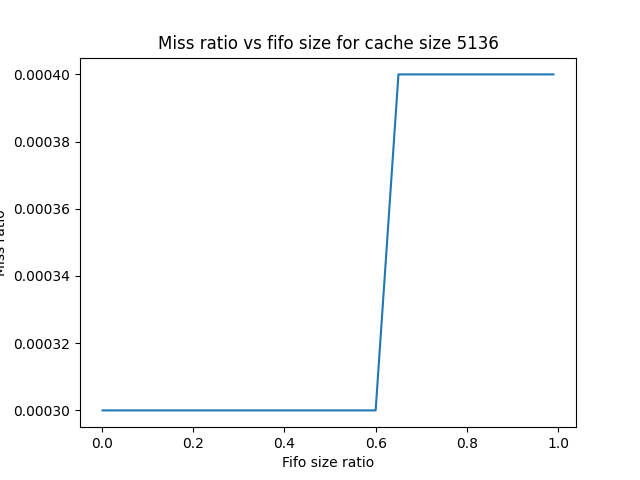 Miss ratio vs fifo size for cache size 5136
0.00040
0.00038
0.00036
0.00034
0.00032
0.00030
Miss ratio
0.0 0.2 0.4 0.6 0.8 1.0
Fifo size ratio